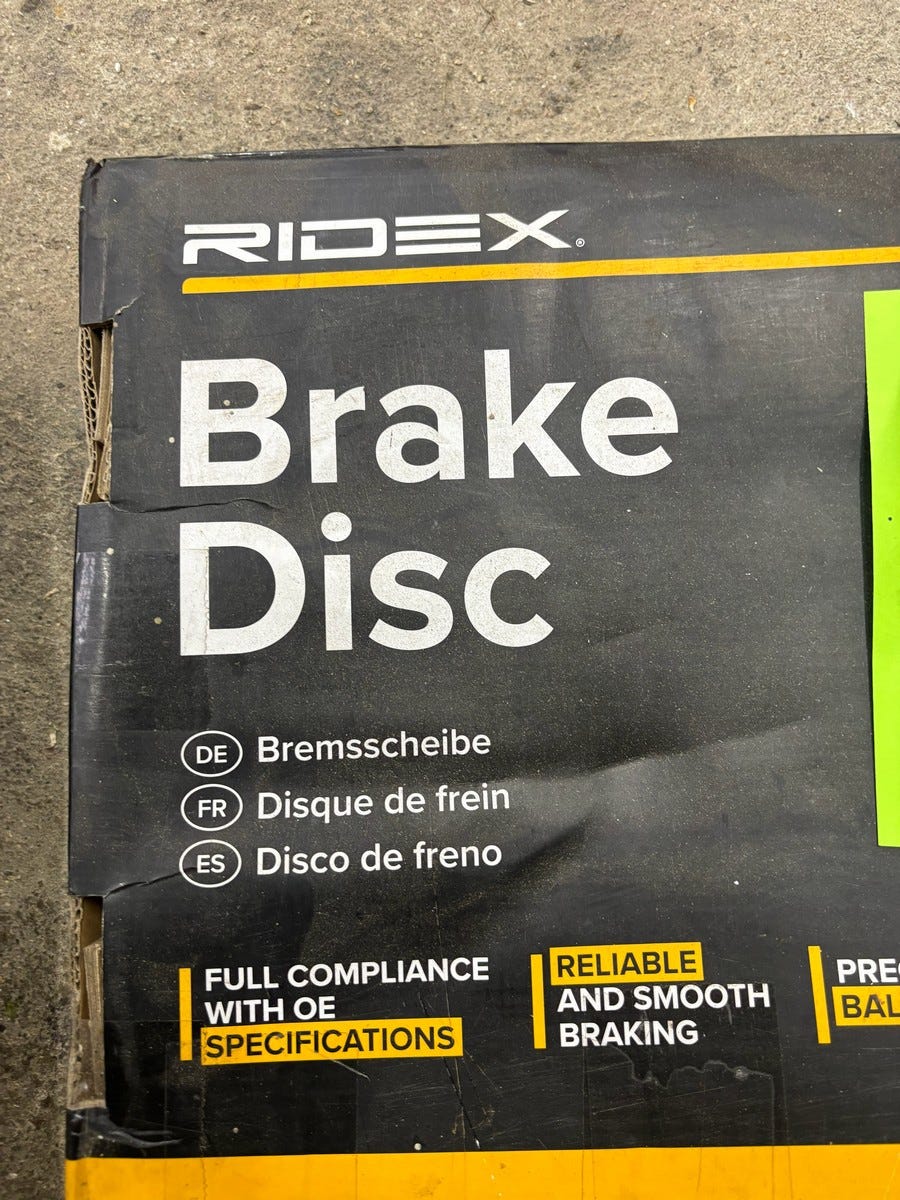 RIDEX®
Brake
Disc
DE Bremsscheibe
FR Disque de frein
ES Disco de freno
FULL COMPLIANCE
WITH OE
SPECIFICATIONS
RELIABLE
AND SMOOTH
BRAKING